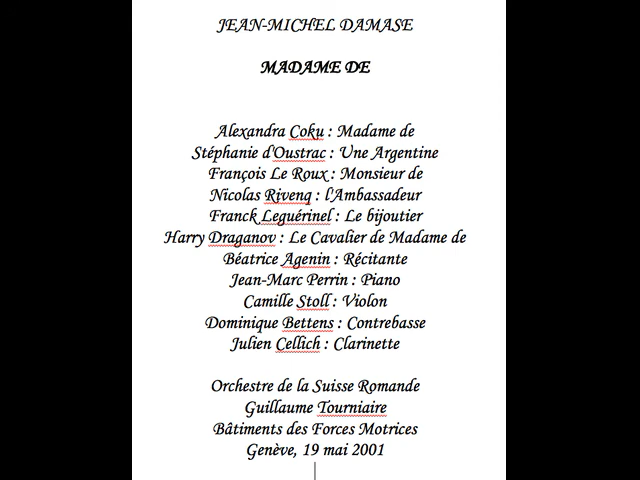 JEAN-MICHEL DAMASE
MADAME DE
Alexandra Coku : Madame de
Stéphanie d'Oustrac : Une Argentine
François Le Roux : Monsieur de
Nicolas Rivenq : l'Ambassadeur
Franck Leguérinel : Le bijoutier
Harry Draganov : Le Cavalier de Madame de
Béatrice Agenin : Récitante
Jean-Marc Perrin : Piano
Camille Stoll : Violon
Dominique Bettens : Contrebasse
Julien Cellich : Clarinette
Orchestre de la Suisse Romande
Guillaume Tourniaire
Bâtiments des Forces Motrices
Genève, 19 mai 2001